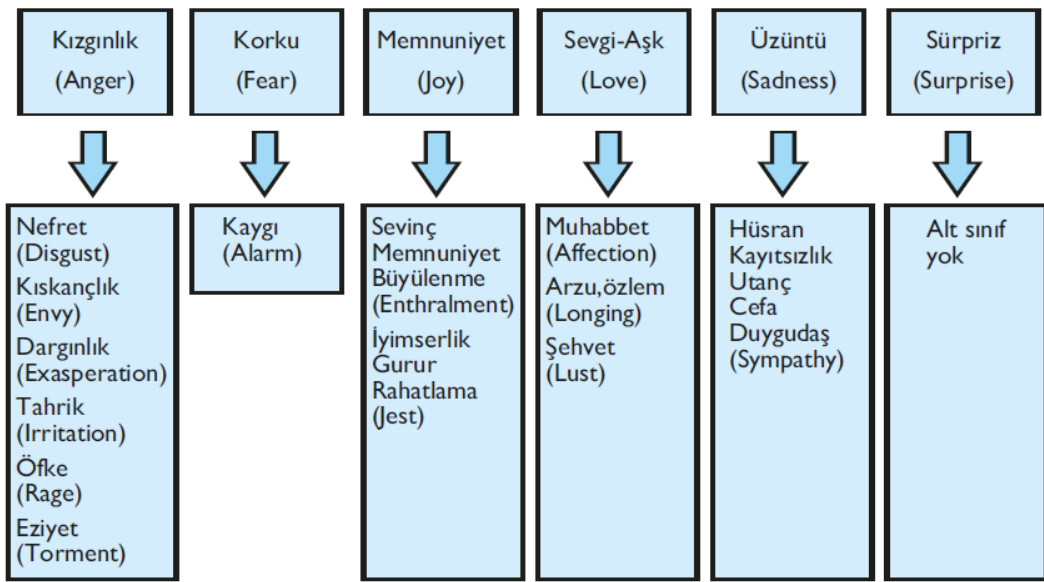 Kızgınlık
(Anger)
Korku
(Fear)
Memnuniyet
(Joy)
Sevgi-Aşk
(Love)
Üzüntü
(Sadness)
Sürpriz
(Surprise)
Nefret
(Disgust)
Kıskançlık
(Envy)
Dargınlık
(Exasperation)
Tahrik
(Irritation)
Öfke
(Rage)
Eziyet
(Torment)
Kaygı
(Alarm)
Sevinç
Memnuniyet
Büyülenme
(Enthralment)
İyimserlik
Gurur
Rahatlama
(Jest)
Muhabbet
(Affection)
Arzu,özlem
(Longing)
Şehvet
(Lust)
Hüsran
Kayıtsızlık
Utanç
Cefa
Duygudaş
(Sympathy)
Alt sınıf
yok